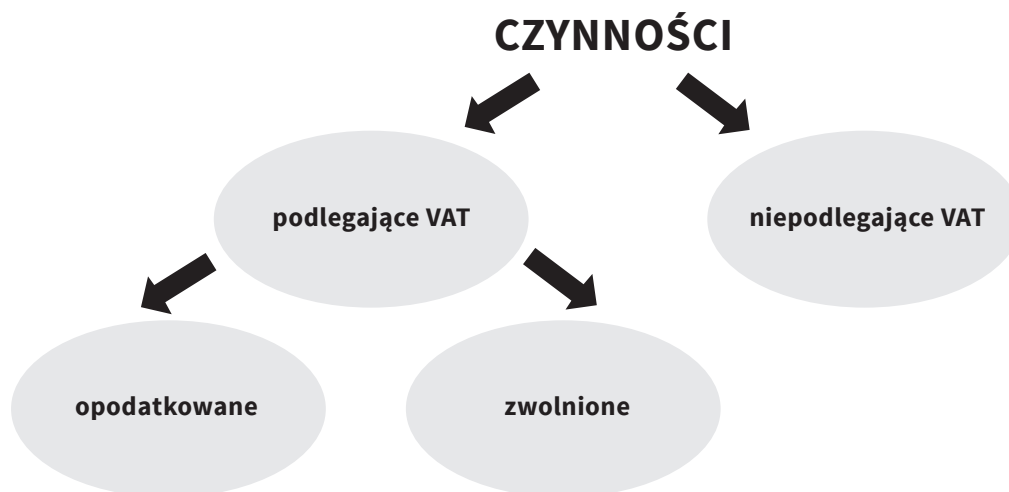 CZYNNOŚCI
podlegające VAT
niepodlegające VAT
opodatkowane
zwolnione